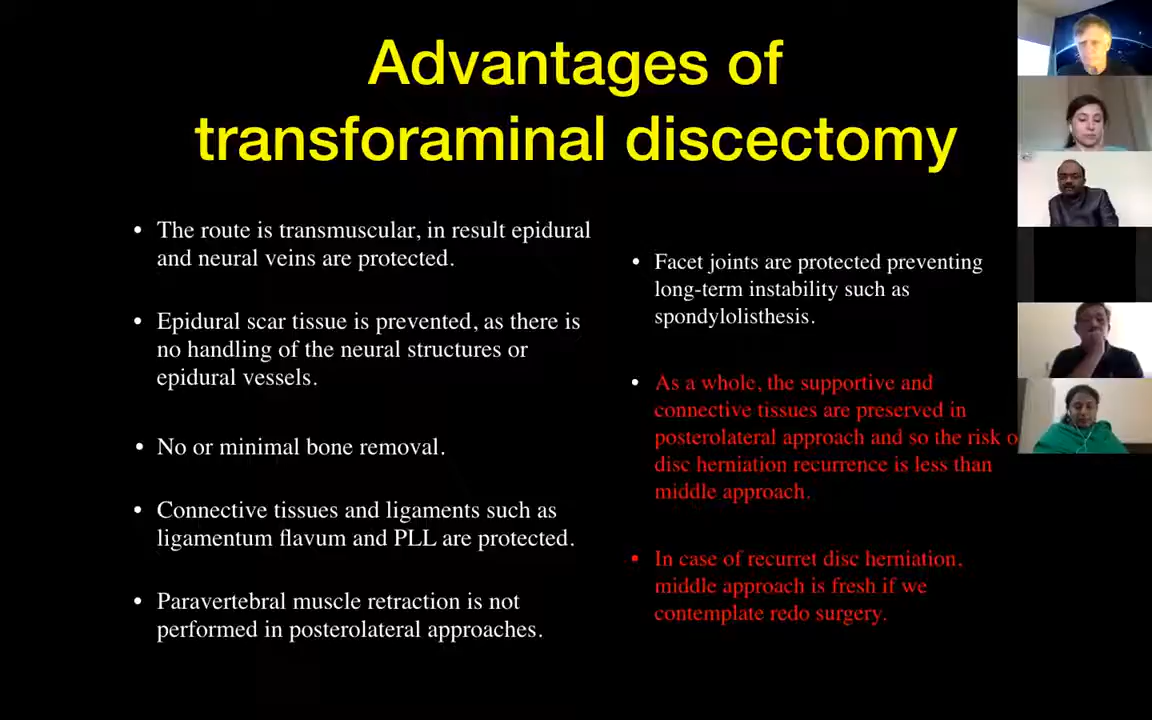 Advantages of
transforaminal discectomy
• The route is transmuscular, in result epidural
and neural veins are protected.
• Epidural scar tissue is prevented, as there is
no handling of the neural structures or
epidural vessels.
• No or minimal bone removal.
• Connective tissues and ligaments such as
ligamentum flavum and PLL are protected.
• Paravertebral muscle retraction is not
performed in posterolateral approaches.
• Facet joints are protected preventing
long-term instability such as
spondylolisthesis.
• As a whole, the supportive and
connective tissues are preserved in
posterolateral approach and so the risk o
disc herniation recurrence is less than
middle approach.
• In case of recurret disc herniation,
middle approach is fresh if we
contemplate redo surgery.